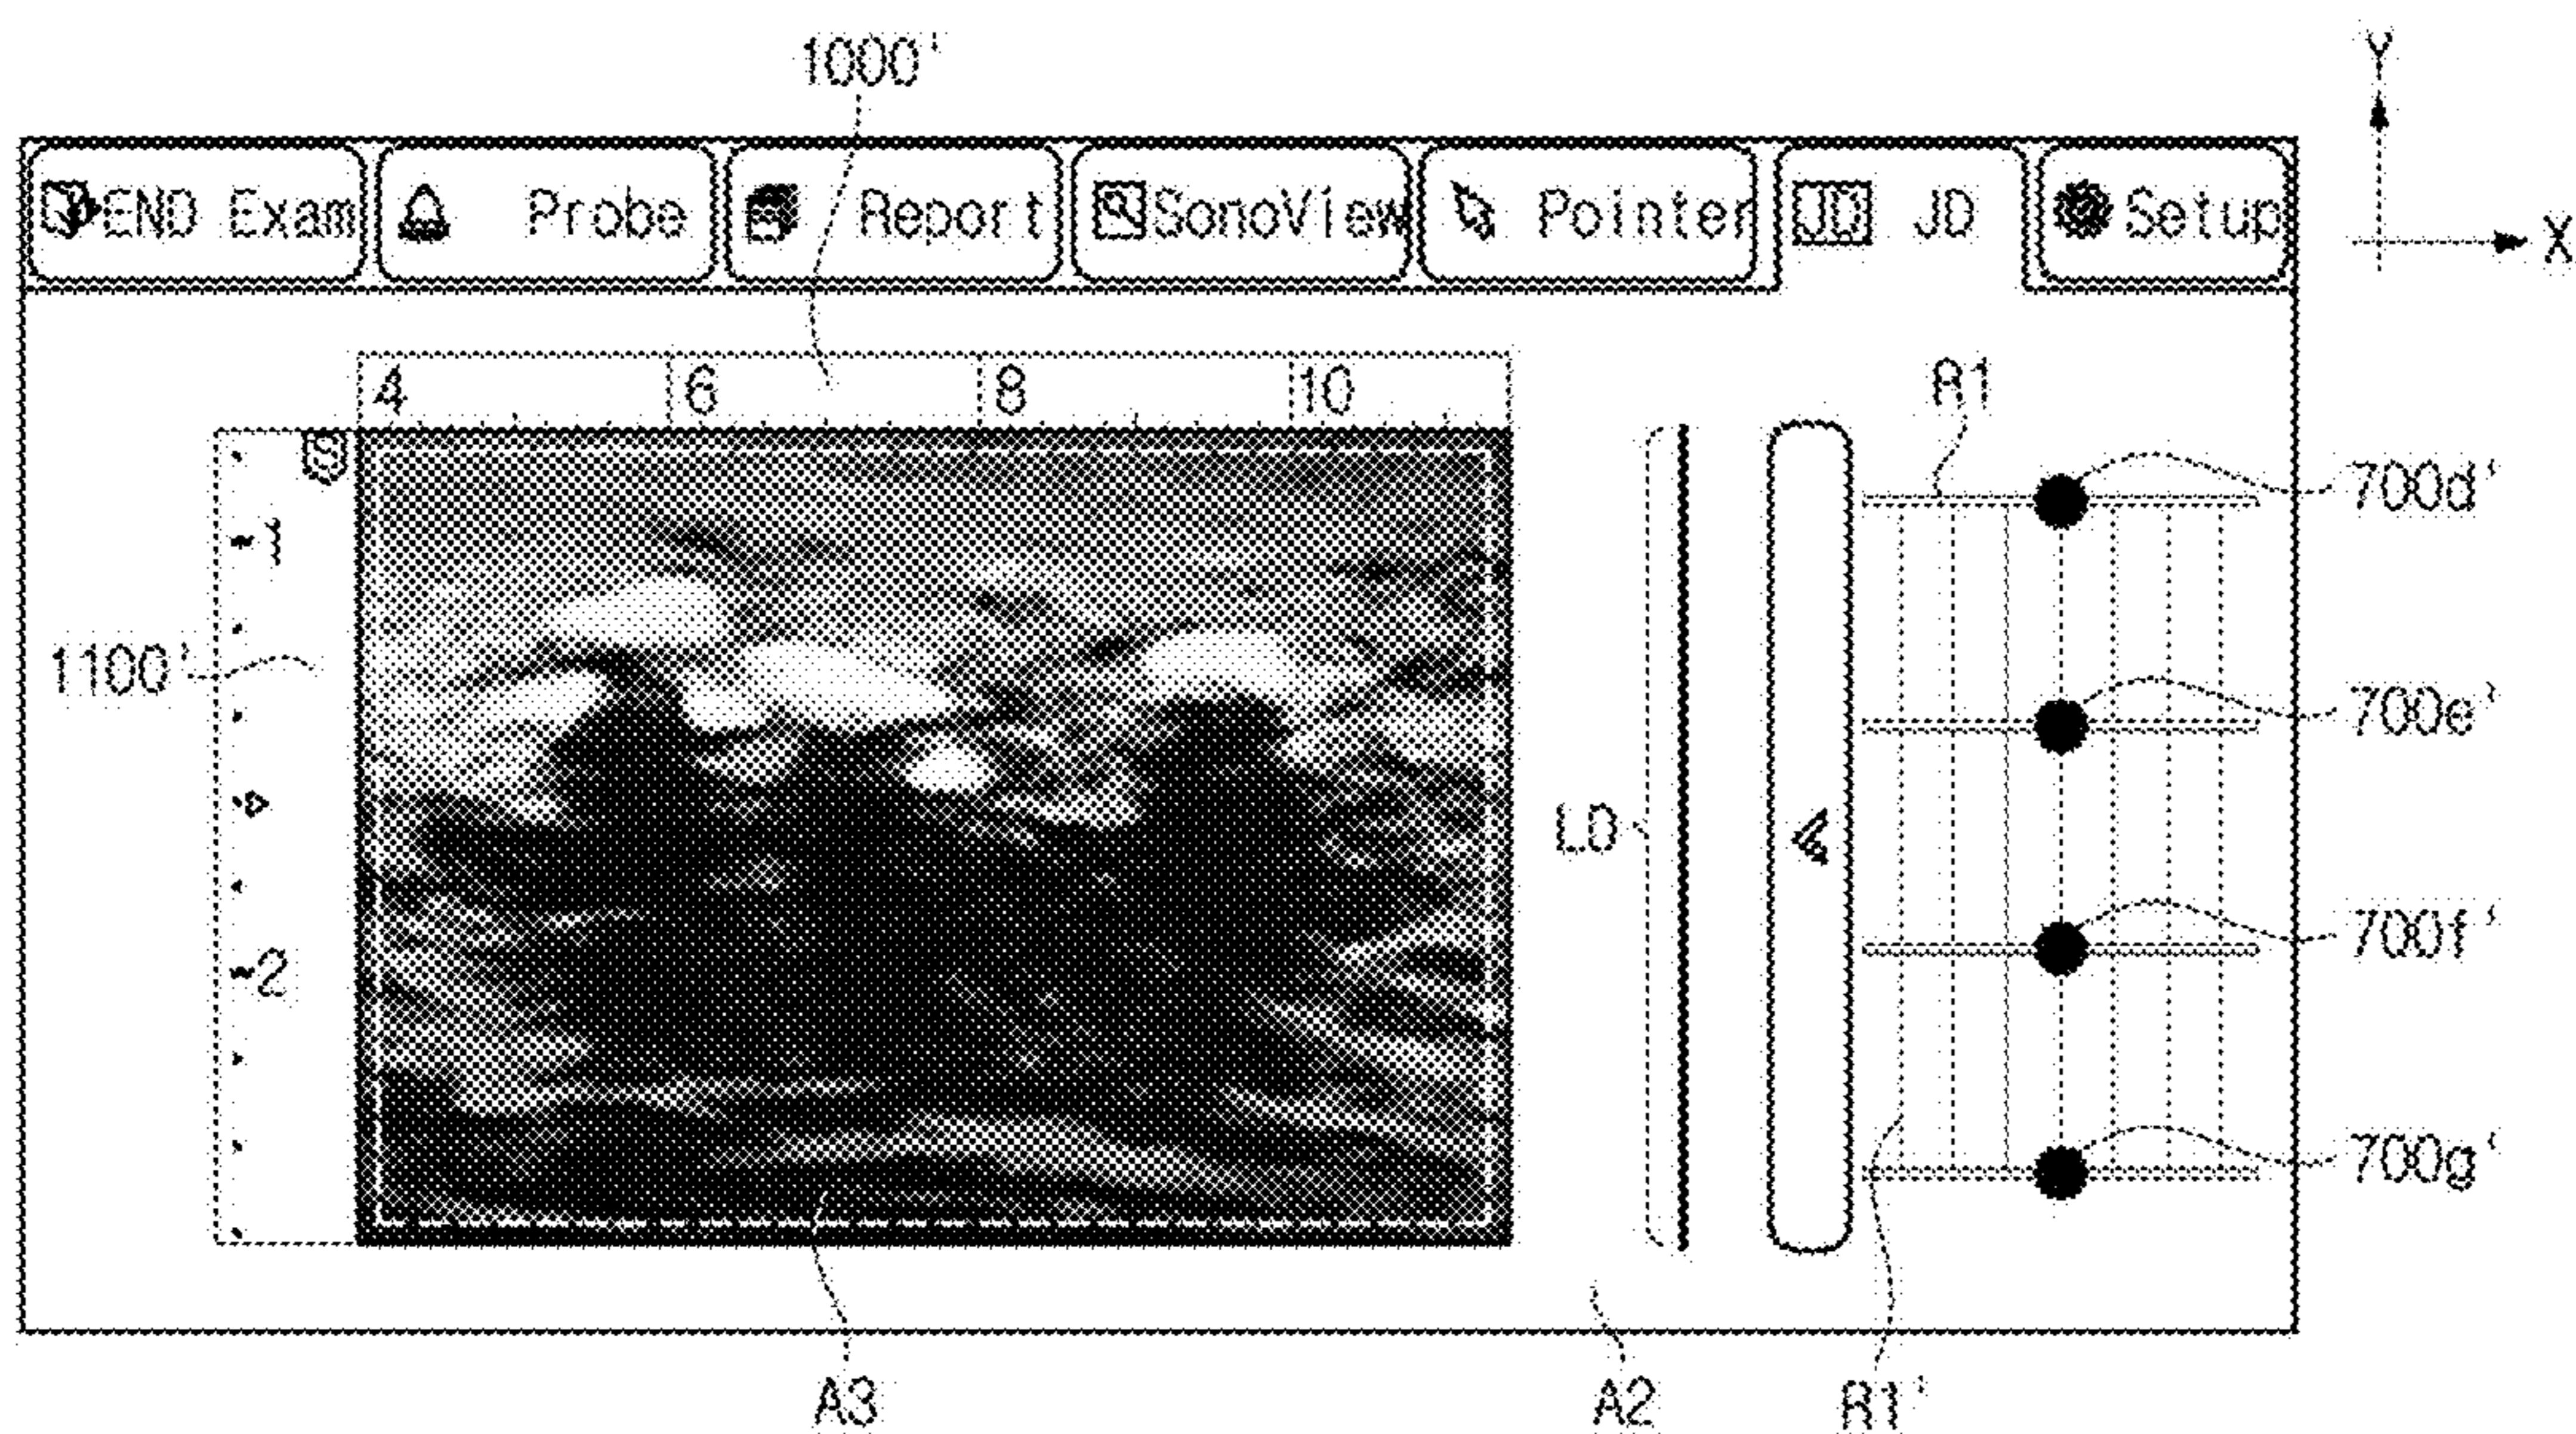 1000'
Y
END Exam Probe Report SonoView Pointer JD JD Setup
X
4 6 8 10
R1
S
700d'
1
1100'
700e'
LD
700f'
2
700g'
A3 A2 R1'